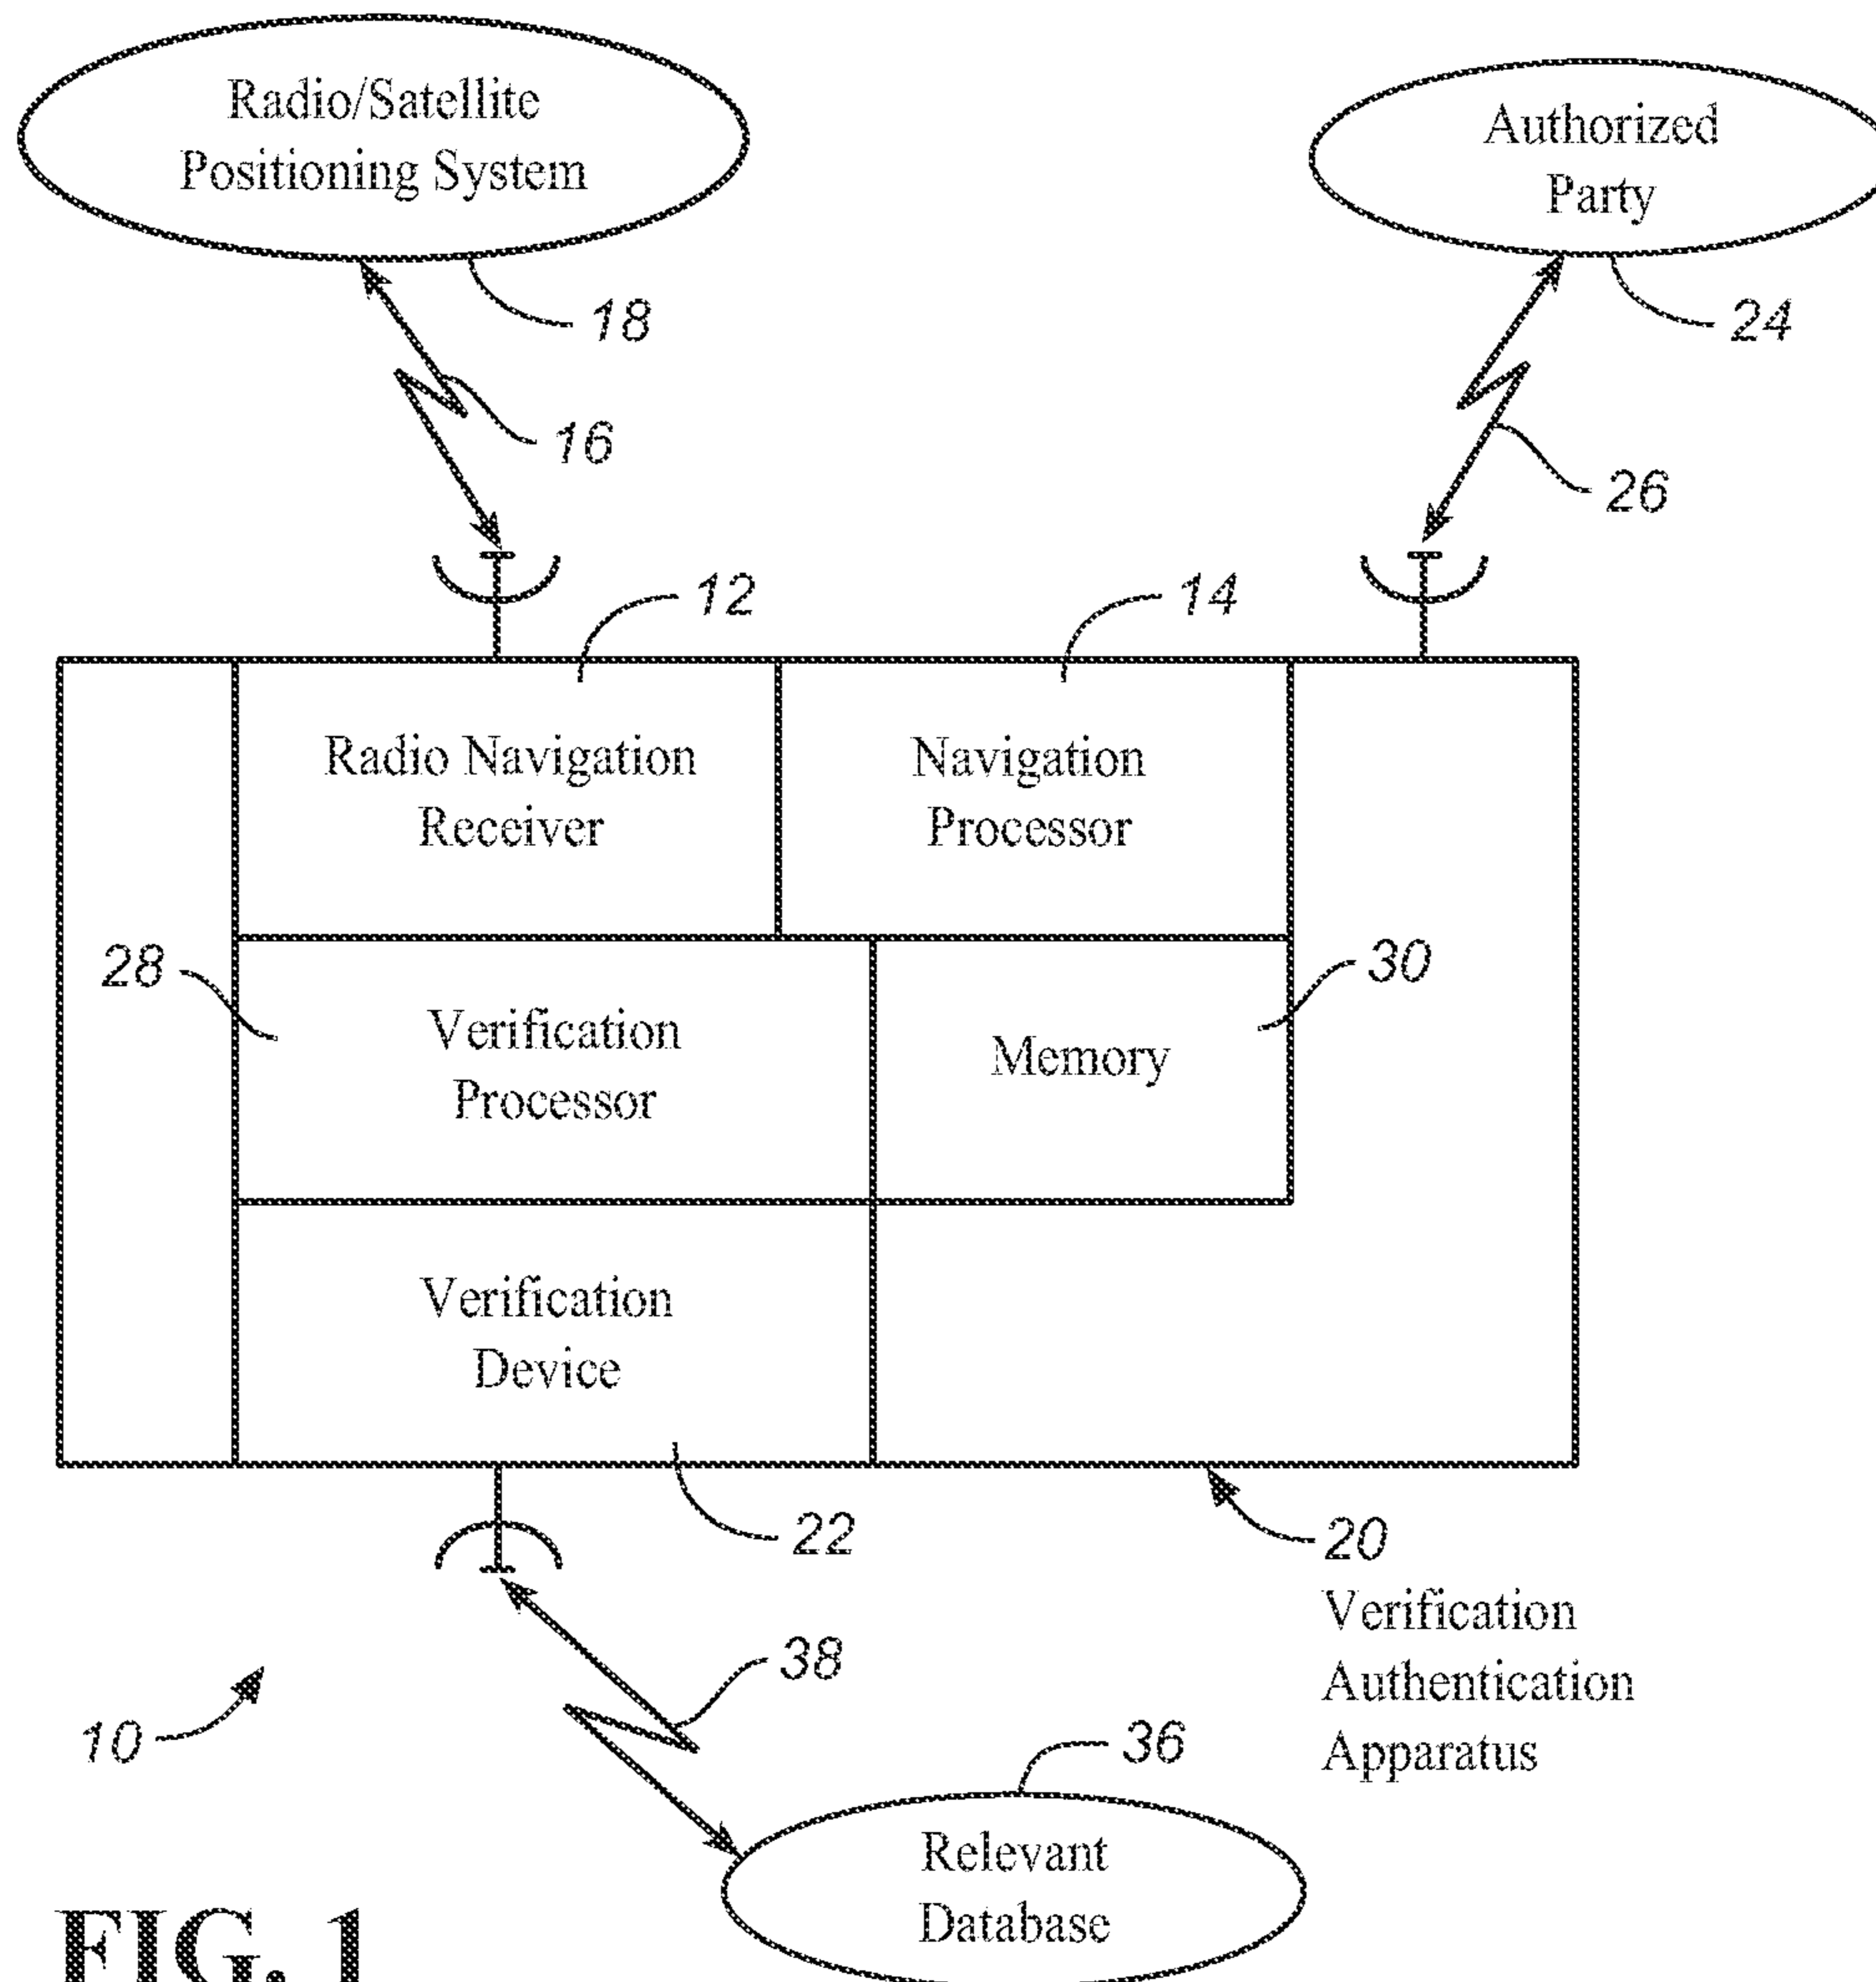 Radio/Satellite
Positioning System
Authorized
Party
18
24
16
26
12
14
Radio Navigation
Receiver
Navigation
Processor
28
30
Verification
Processor
Memory
Verification
Device
22
20
Verification
Authentication
Apparatus
38
10
36
Relevant
Database
FIG. 1